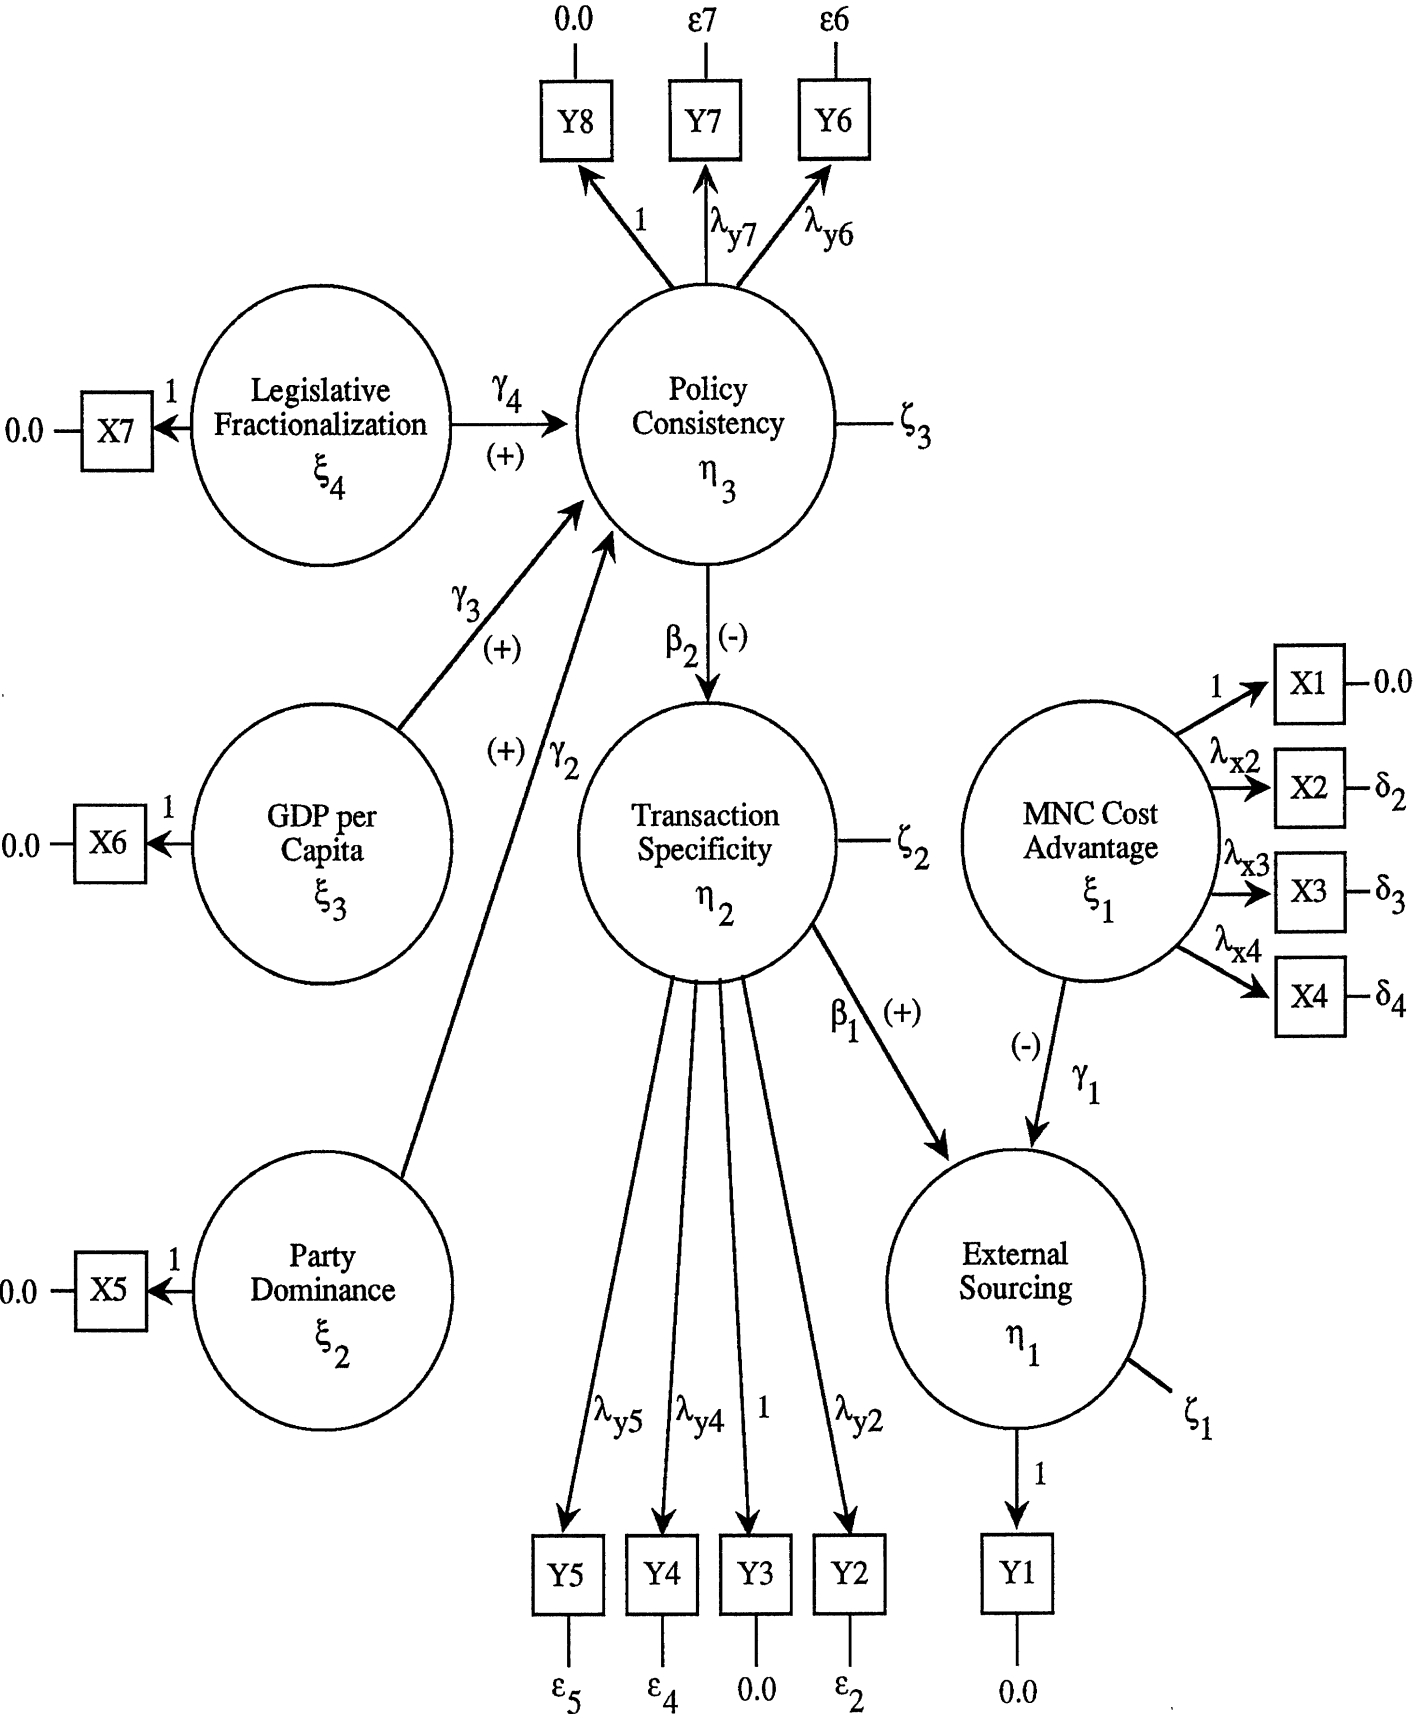 0.0 ε7 ε6
Y8 Y7 Y6
1 λy7 λy6
Legislative
Fractionalization
ξ4
0.0 X7 1
γ4
(+)
Policy
Consistency
η3
ζ3
γ3
(+)
β2 (-)
(+) γ2
GDP per
Capita
ξ3
0.0 X6 1
Transaction
Specificity
η2
ζ2
MNC Cost
Advantage
ξ1
1 X1 0.0
λx2 X2 δ2
λx3 X3 δ3
λx4 X4 δ4
β1 (+)
(-) γ1
Party
Dominance
ξ2
0.0 X5 1
External
Sourcing
η1
ζ1
λy5 λy4 1 λy2
1
Y5 Y4 Y3 Y2 Y1
ε5 ε4 0.0 ε2 0.0